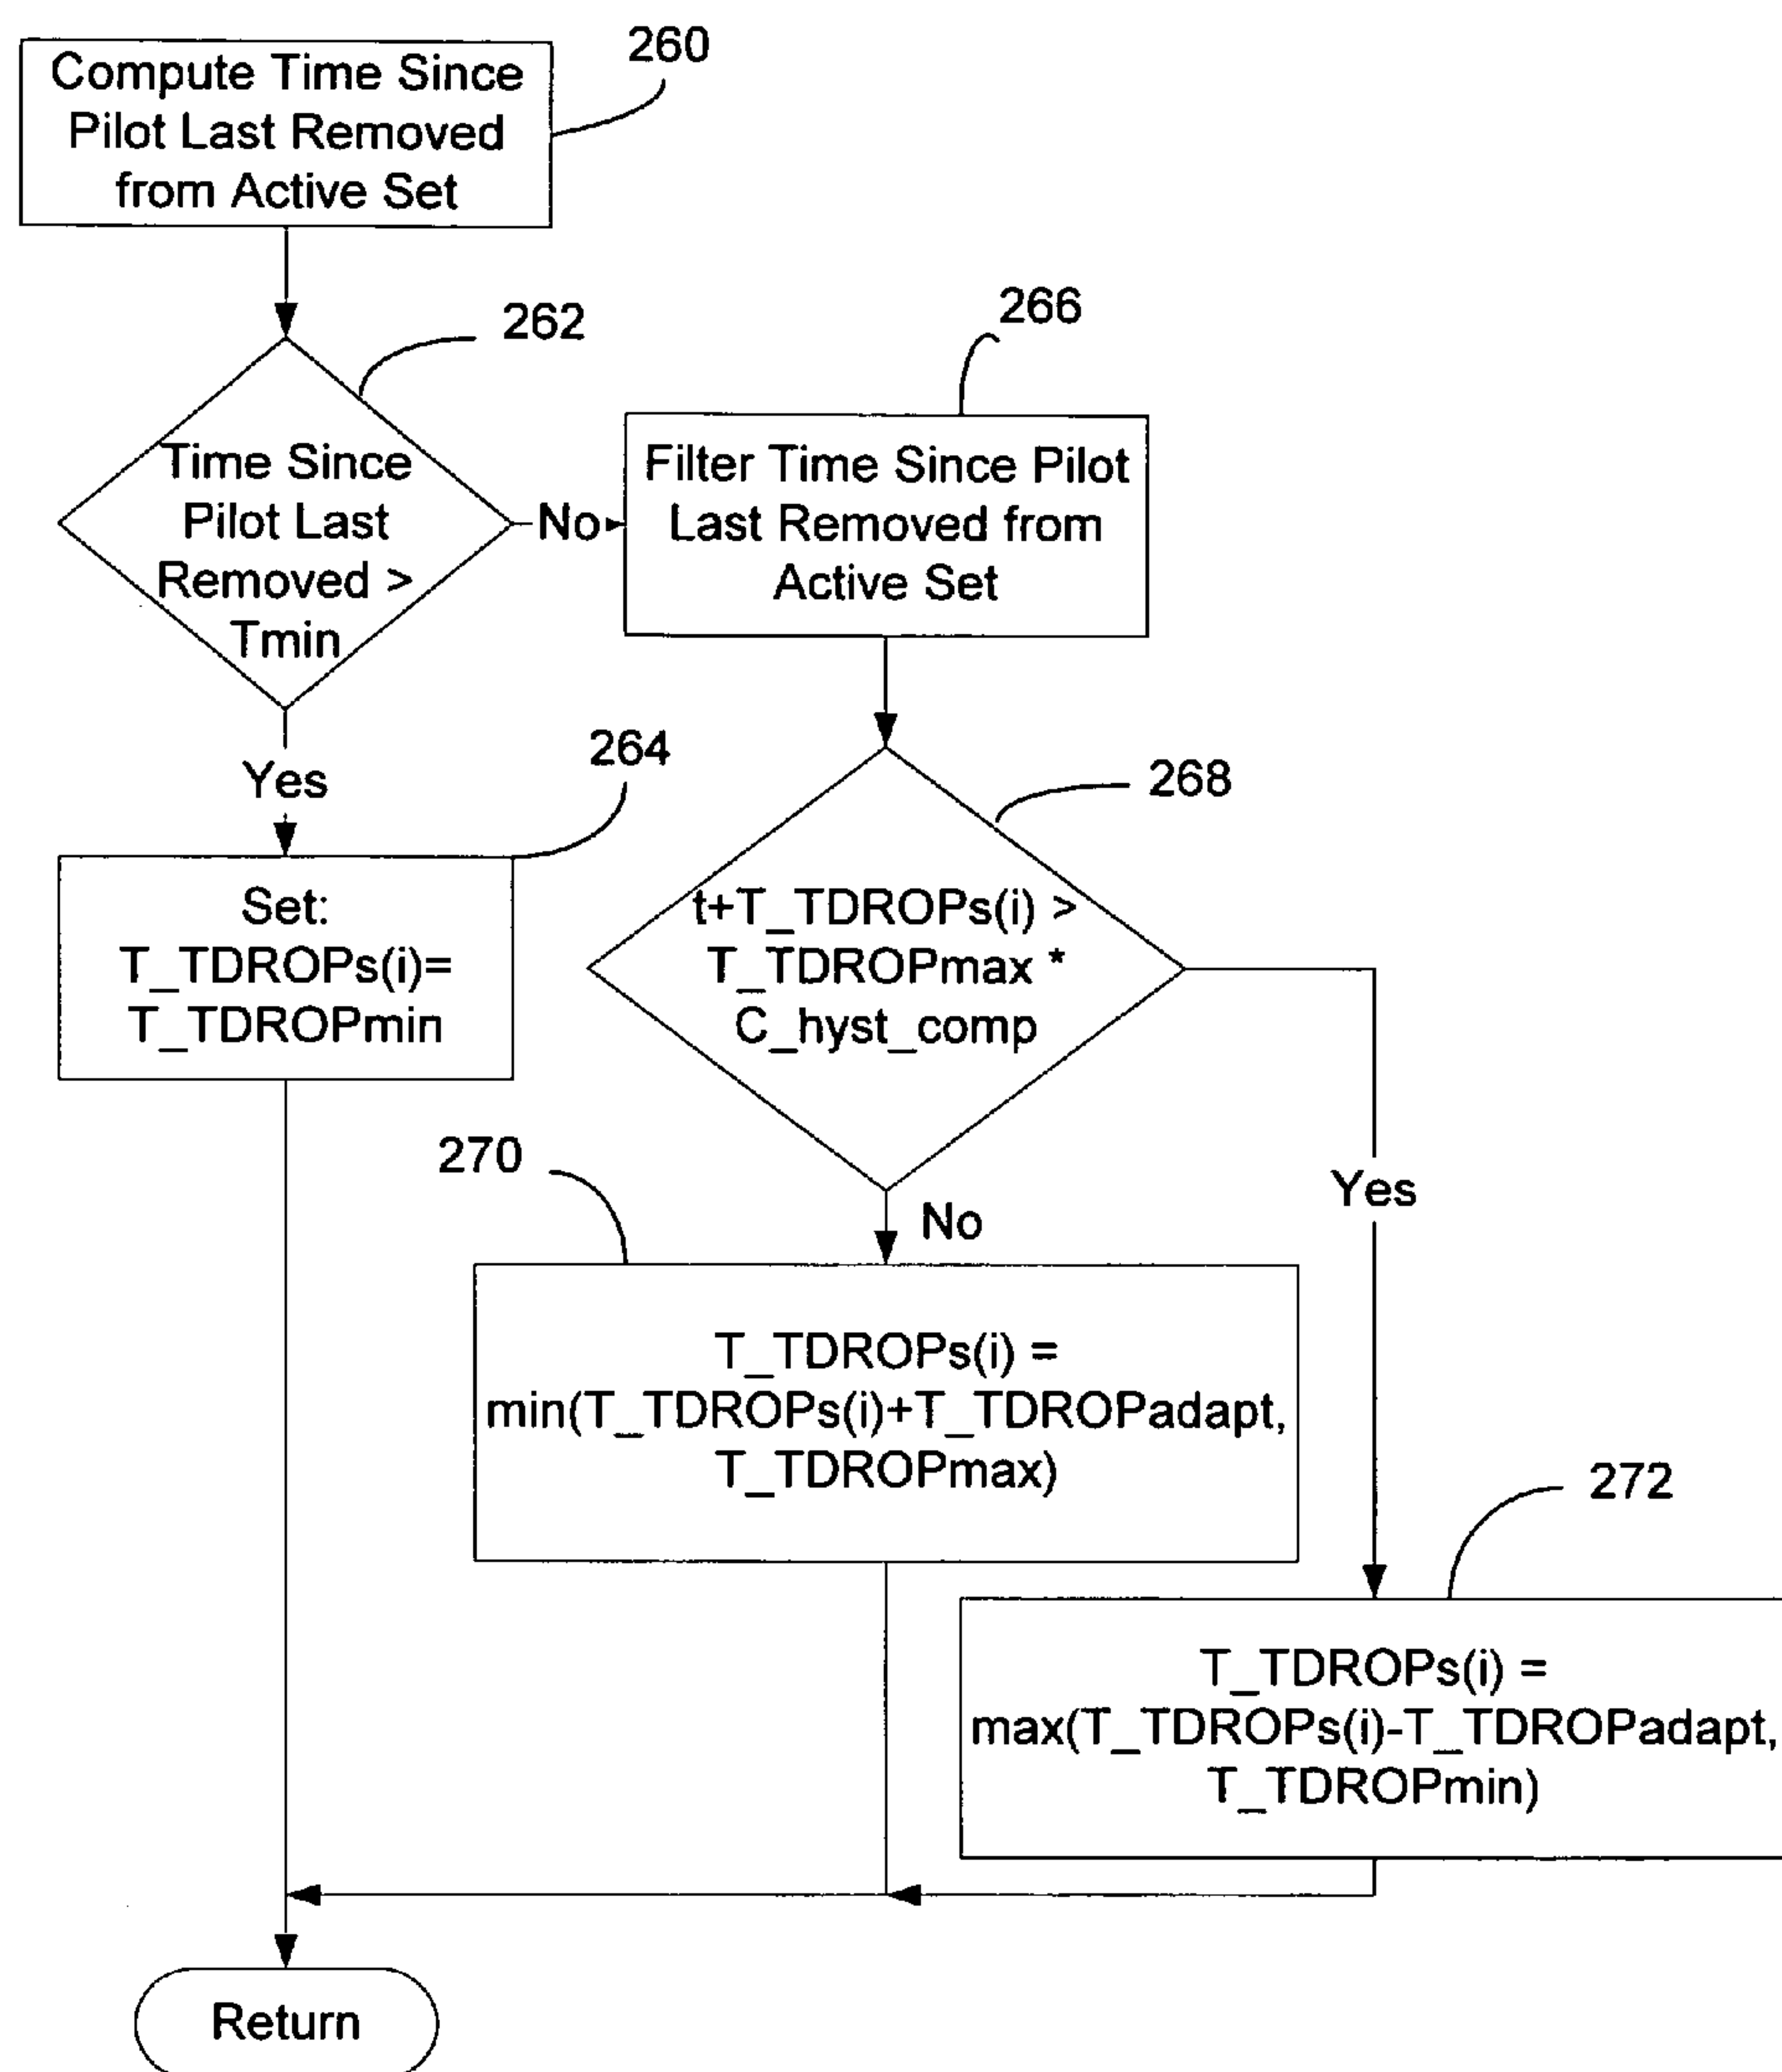 260
Compute Time Since
Pilot Last Removed
from Active Set
262
Time Since
Pilot Last
Removed >
Tmin
No
266
Filter Time Since Pilot
Last Removed from
Active Set
Yes
264
Set:
T_TDROPs(i)=
T_TDROPmin
268
t+T_TDROPs(i) >
T_TDROPmax *
C_hyst_comp
No
Yes
270
T_TDROPs(i) =
min(T_TDROPs(i)+T_TDROPadapt,
T_TDROPmax)
272
T_TDROPs(i) =
max(T_TDROPs(i)-T_TDROPadapt,
T_TDROPmin)
Return